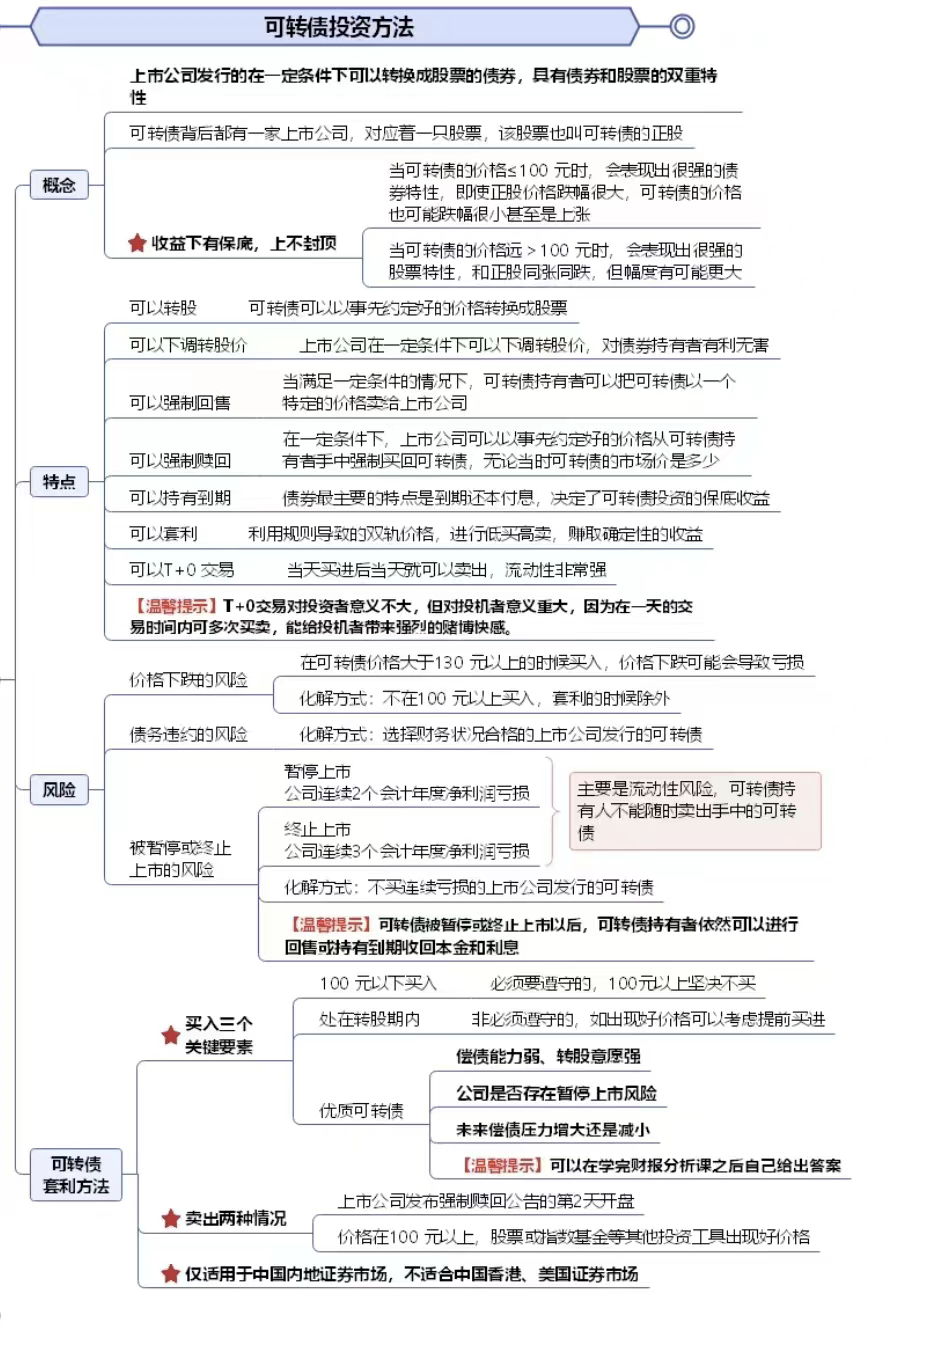 可转债投资方法
上市公司发行的在一定条件下可以转换成股票的债券，具有债券和股票的双重特
性
可转债背后都有一家上市公司，对应着一只股票，该股票也叫可转债的正股
概念
当可转债的价格≤100 元时，会表现出很强的债
券特性，即使正股价格跌幅很大，可转债的价格
也可能跌幅很小甚至是上涨
收益下有保底，上不封顶
当可转债的价格远＞100 元时，会表现出很强的
股票特性，和正股同张同跌，但幅度有可能更大
可以转股 可转债可以以事先约定好的价格转换成股票
可以下调转股价 上市公司在一定条件下可以下调转股价，对债券持有者有利无害
当满足一定条件的情况下，可转债持有者可以把可转债以一个
可以强制回售 特定的价格卖给上市公司
在一定条件下，上市公司可以以事先约定好的价格从可转债持
可以强制赎回 有者手中强制买回可转债，无论当时可转债的市场价是多少
特点
可以持有到期 债券最主要的特点是到期还本付息，决定了可转债投资的保底收益
可以套利 利用规则导致的双轨价格，进行低买高卖，赚取确定性的收益
可以T+0 交易 当天买进后当天就可以卖出，流动性非常强
【温馨提示】T+0交易对投资者意义不大，但对投机者意义重大，因为在一天的交
易时间内可多次买卖，能给投机者带来强烈的赌博快感。
在可转债价格大于130 元以上的时候买入，价格下跌可能会导致亏损
价格下跌的风险
化解方式：不在100 元以上买入，套利的时候除外
债务违约的风险 化解方式：选择财务状况合格的上市公司发行的可转债
风险
暂停上市
公司连续2个会计年度净利润亏损
终止上市
公司连续3个会计年度净利润亏损
主要是流动性风险，可转债持
有人不能随时卖出手中的可转
债
被暂停或终止
上市的风险
化解方式：不买连续亏损的上市公司发行的可转债
【温馨提示】可转债被暂停或终止上市以后，可转债持有者依然可以进行
回售或持有到期收回本金和利息
100 元以下买入 必须要遵守的，100元以上坚决不买
买入三个
关键要素
处在转股期内 非必须遵守的，如出现好价格可以考虑提前买进
偿债能力弱、转股意愿强
公司是否存在暂停上市风险
优质可转债
未来偿债压力增大还是减小
【温馨提示】可以在学完财报分析课之后自己给出答案
可转债
套利方法
上市公司发布强制赎回公告的第2天开盘
卖出两种情况
价格在100 元以上，股票或指数基金等其他投资工具出现好价格
仅适用于中国内地证券市场，不适合中国香港、美国证券市场